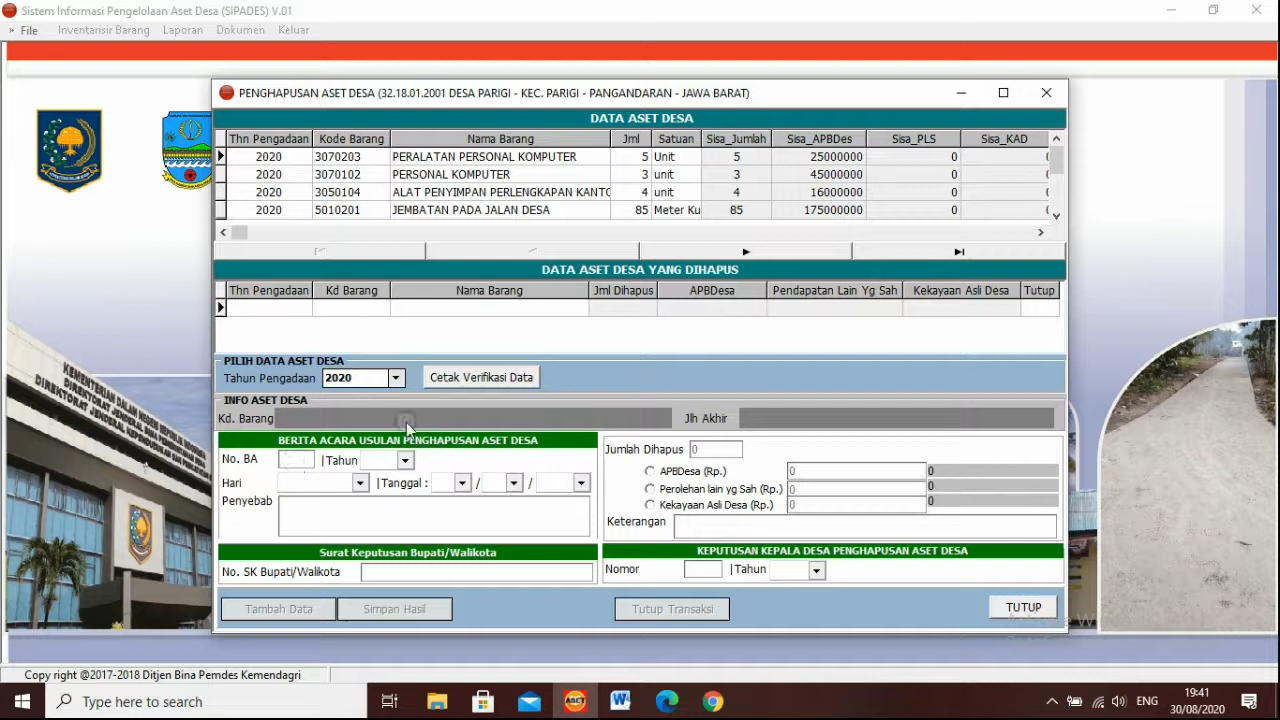 Sistem Informasi Pengelolaan Aset Desa (SIPADES) V.01
> File Inventarisir Barang Laporan Dokumen Keluar
PENGHAPUSAN ASET DESA (32.18.01.2001 DESA PARIGI - KEC. PARIGI - PANGANDARAN - JAWA BARAT)
DATA ASET DESA
Thn Pengadaan Kode Barang Nama Barang Jml Satuan Sisa_Jumlah Sisa_APBDes Sisa_PLS Sisa_KAD
2020 3070203 PERALATAN PERSONAL KOMPUTER 5 Unit 5 25000000 0
2020 3070102 PERSONAL KOMPUTER 3 unit 3 45000000 0
2020 3050104 ALAT PENYIMPAN PERLENGKAPAN KANTO 4 unit 4 16000000 0
2020 5010201 JEMBATAN PADA JALAN DESA 85 Meter Ku 85 175000000 0
DATA ASET DESA YANG DIHAPUS
Thn Pengadaan Kd Barang Nama Barang Jml Dihapus APBDesa Pendapatan Lain Yg Sah Kekayaan Asli Desa Tutup
PILIH DATA ASET DESA
Tahun Pengadaan 2020 Cetak Verifikasi Data
INFO ASET DESA
Kd. Barang Jlh Akhir
BERITA ACARA USULAN PENGHAPUSAN ASET DESA
No. BA |Tahun
Hari |Tanggal : / /
Penyebab
Jumlah Dihapus 0
APBDesa (Rp.) 0 0
Perolehan lain yg Sah (Rp.) 0 0
Kekayaan Asli Desa (Rp.) 0 0
Keterangan
Surat Keputusan Bupati/Walikota
No. SK Bupati/Walikota
KEPUTUSAN KEPALA DESA PENGHAPUSAN ASET DESA
Nomor |Tahun
Tambah Data Simpan Hasil Tutup Transaksi TUTUP
KEMENTERIAN DALAM NEGERI REPUBLIK INDONESIA
Copy right @2017-2018 Ditjen Bina Pemdes Kemendagri
Type here to search
ASET
ENG
19:41
30/08/2020